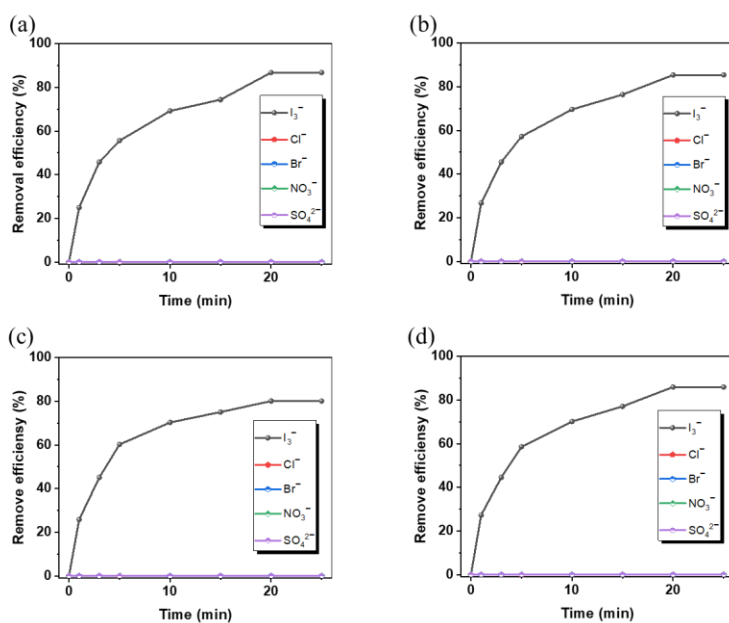 (a)
100
80
60
40
20
0
Removal efficiency (%)
I₃⁻
Cl⁻
Br⁻
NO₃⁻
SO₄²⁻
0 10 20
Time (min)
(b)
100
80
60
40
20
0
Remove efficiency (%)
I₃⁻
Cl⁻
Br⁻
NO₃⁻
SO₄²⁻
0 10 20
Time (min)
(c)
100
80
60
40
20
0
Remove efficiensy (%)
I₃⁻
Cl⁻
Br⁻
NO₃⁻
SO₄²⁻
0 10 20
Time (min)
(d)
100
80
60
40
20
0
Remove efficiency (%)
I₃⁻
Cl⁻
Br⁻
NO₃⁻
SO₄²⁻
0 10 20
Time (min)